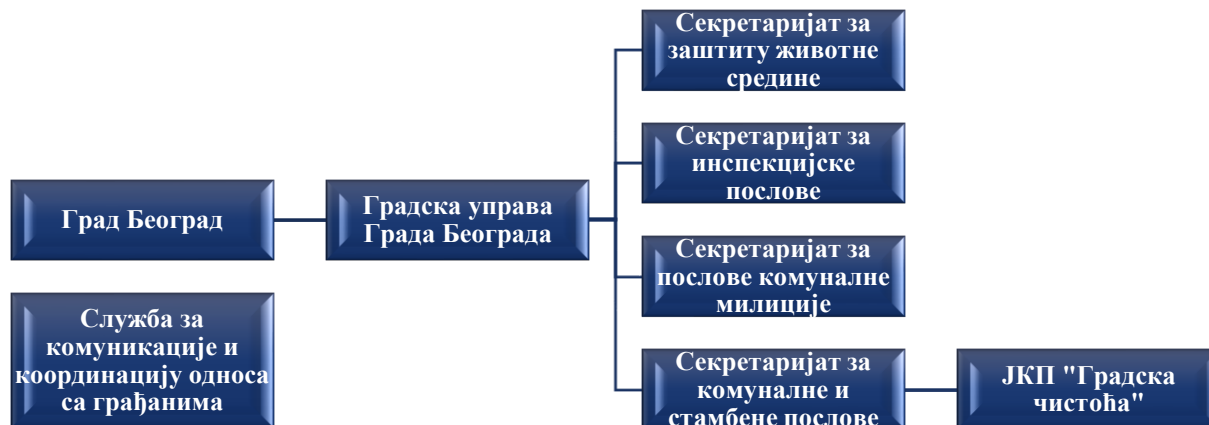 Секретаријат за
заштиту животне
средине
Секретаријат за
инспекцијске
послове
Град Београд
Градска управа
Града Београда
Секретаријат за
послове комуналне
милиције
Служба за
комуникације и
координацију односа
са грађанима
Секретаријат за
комуналне и
стамбене послове
ЈКП "Градска
чистоћа"